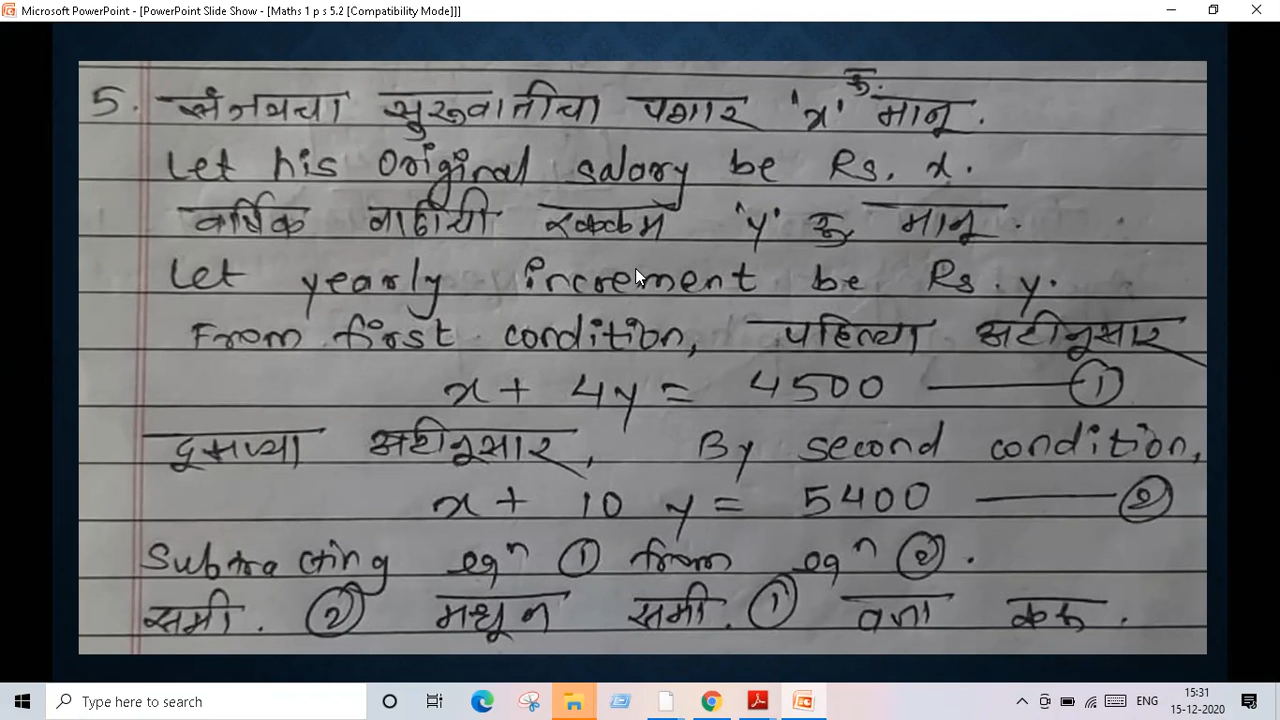 Microsoft PowerPoint - [PowerPoint Slide Show - [Maths 1 p s 5.2 [Compatibility Mode]]]
5. संजयचा सुरुवातीचा पगार 'x' रु. मानू.
Let his original salary be Rs. x.
वार्षिक वाढीची रक्कम 'y' रु मानू.
Let yearly increment be Rs. y.
From first condition, पहिल्या अटीनुसार
x + 4y = 4500 ——— ①
दुसऱ्या अटीनुसार, By second condition,
x + 10 y = 5400 ——— ②
Subtracting eqⁿ ① from eqⁿ ②.
समी. ② मधून समी. ① वजा करू.
Type here to search
ENG
15:31
15-12-2020